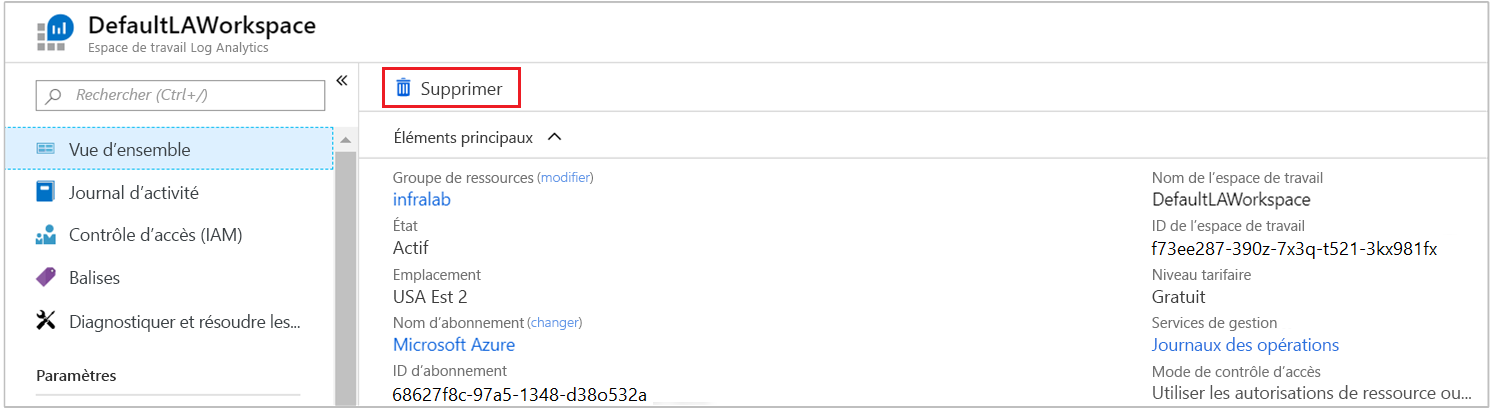 DefaultLAWorkspace
Espace de travail Log Analytics
«
Rechercher (Ctrl+/)
Vue d'ensemble
Journal d'activité
Contrôle d'accès (IAM)
Balises
Diagnostiquer et résoudre les...
Paramètres
Supprimer
Éléments principaux
Groupe de ressources (modifier)
infralab
État
Actif
Emplacement
USA Est 2
Nom d'abonnement (changer)
Microsoft Azure
ID d'abonnement
68627f8c-97a5-1348-d38o532a
Nom de l'espace de travail
DefaultLAWorkspace
ID de l'espace de travail
f73ee287-390z-7x3q-t521-3kx981fx
Niveau tarifaire
Gratuit
Services de gestion
Journaux des opérations
Mode de contrôle d'accès
Utiliser les autorisations de ressource ou...